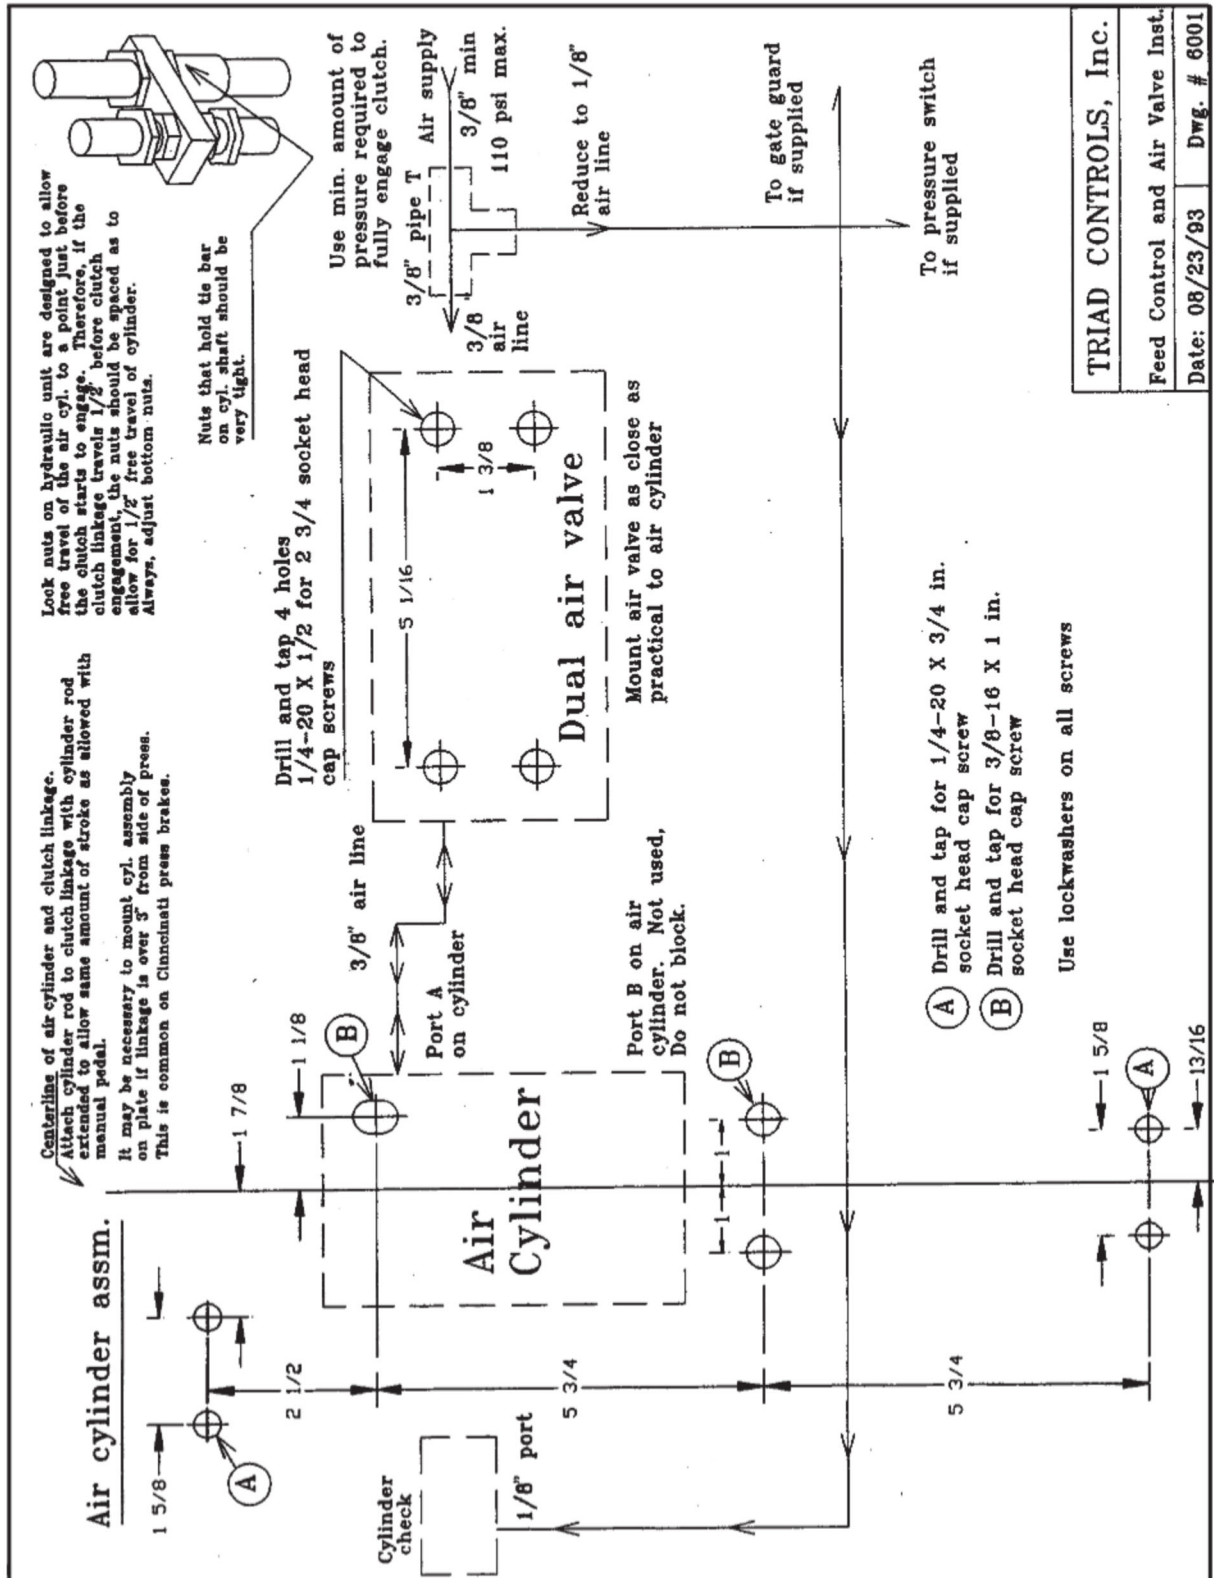 Air cylinder assm.
Centerline of air cylinder and clutch linkage.
Attach cylinder rod to clutch linkage with cylinder rod
extended to allow same amount of stroke as allowed with
manual pedal.
It may be necessary to mount cyl. assembly
on plate if linkage is over 3" from side of press.
This is common on Cinncinati press brakes.
Lock nuts on hydraulic unit are designed to allow
free travel of the air cyl. to a point just before
the clutch starts to engage. Therefore, if the
clutch linkage travels 1/2" before clutch
engagement, the nuts should be spaced as to
allow for 1/2" free travel of cylinder.
Always, adjust bottom nuts.
Nuts that hold tie bar
on cyl. shaft should be
very tight.
1 5/8
A
2 1/2
1 7/8
1 1/8
B
Air
Cylinder
Port A
on cylinder
3/8" air line
Drill and tap 4 holes
1/4-20 X 1/2 for 2 3/4 socket head
cap screws
5 1/16
1 3/8
Dual air valve
Mount air valve as close as
practical to air cylinder
Use min. amount of
pressure required to
fully engage clutch.
3/8" pipe T
Air supply
3/8" min
110 psi max.
3/8
air
line
Reduce to 1/8"
air line
To gate guard
if supplied
To pressure switch
if supplied
Port B on air
cylinder. Not used,
Do not block.
B
1
1
5 3/4
5 3/4
Cylinder
check
1/8" port
1 5/8
A
13/16
A Drill and tap for 1/4-20 X 3/4 in.
socket head cap screw
B Drill and tap for 3/8-16 X 1 in.
socket head cap screw
Use lockwashers on all screws
TRIAD CONTROLS, Inc.
Feed Control and Air Valve Inst.
Date: 08/23/93 Dwg. # 6001